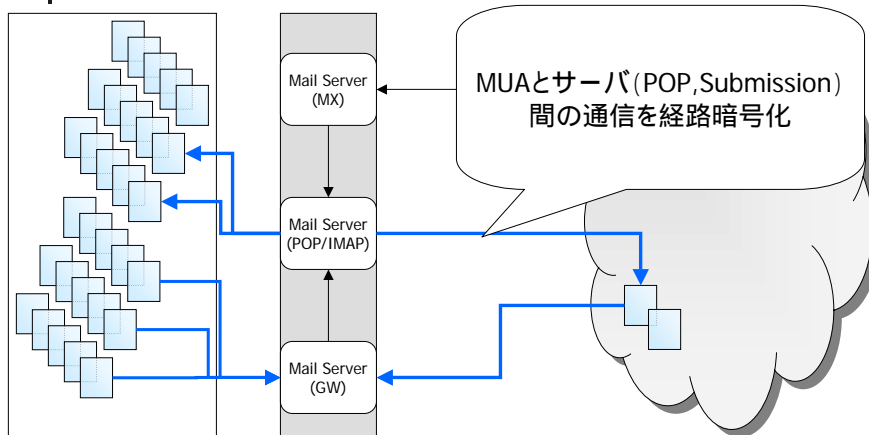 Mail Server
(MX)
MUAとサーバ(POP,Submission)
間の通信を経路暗号化
Mail Server
(POP/IMAP)
Mail Server
(GW)